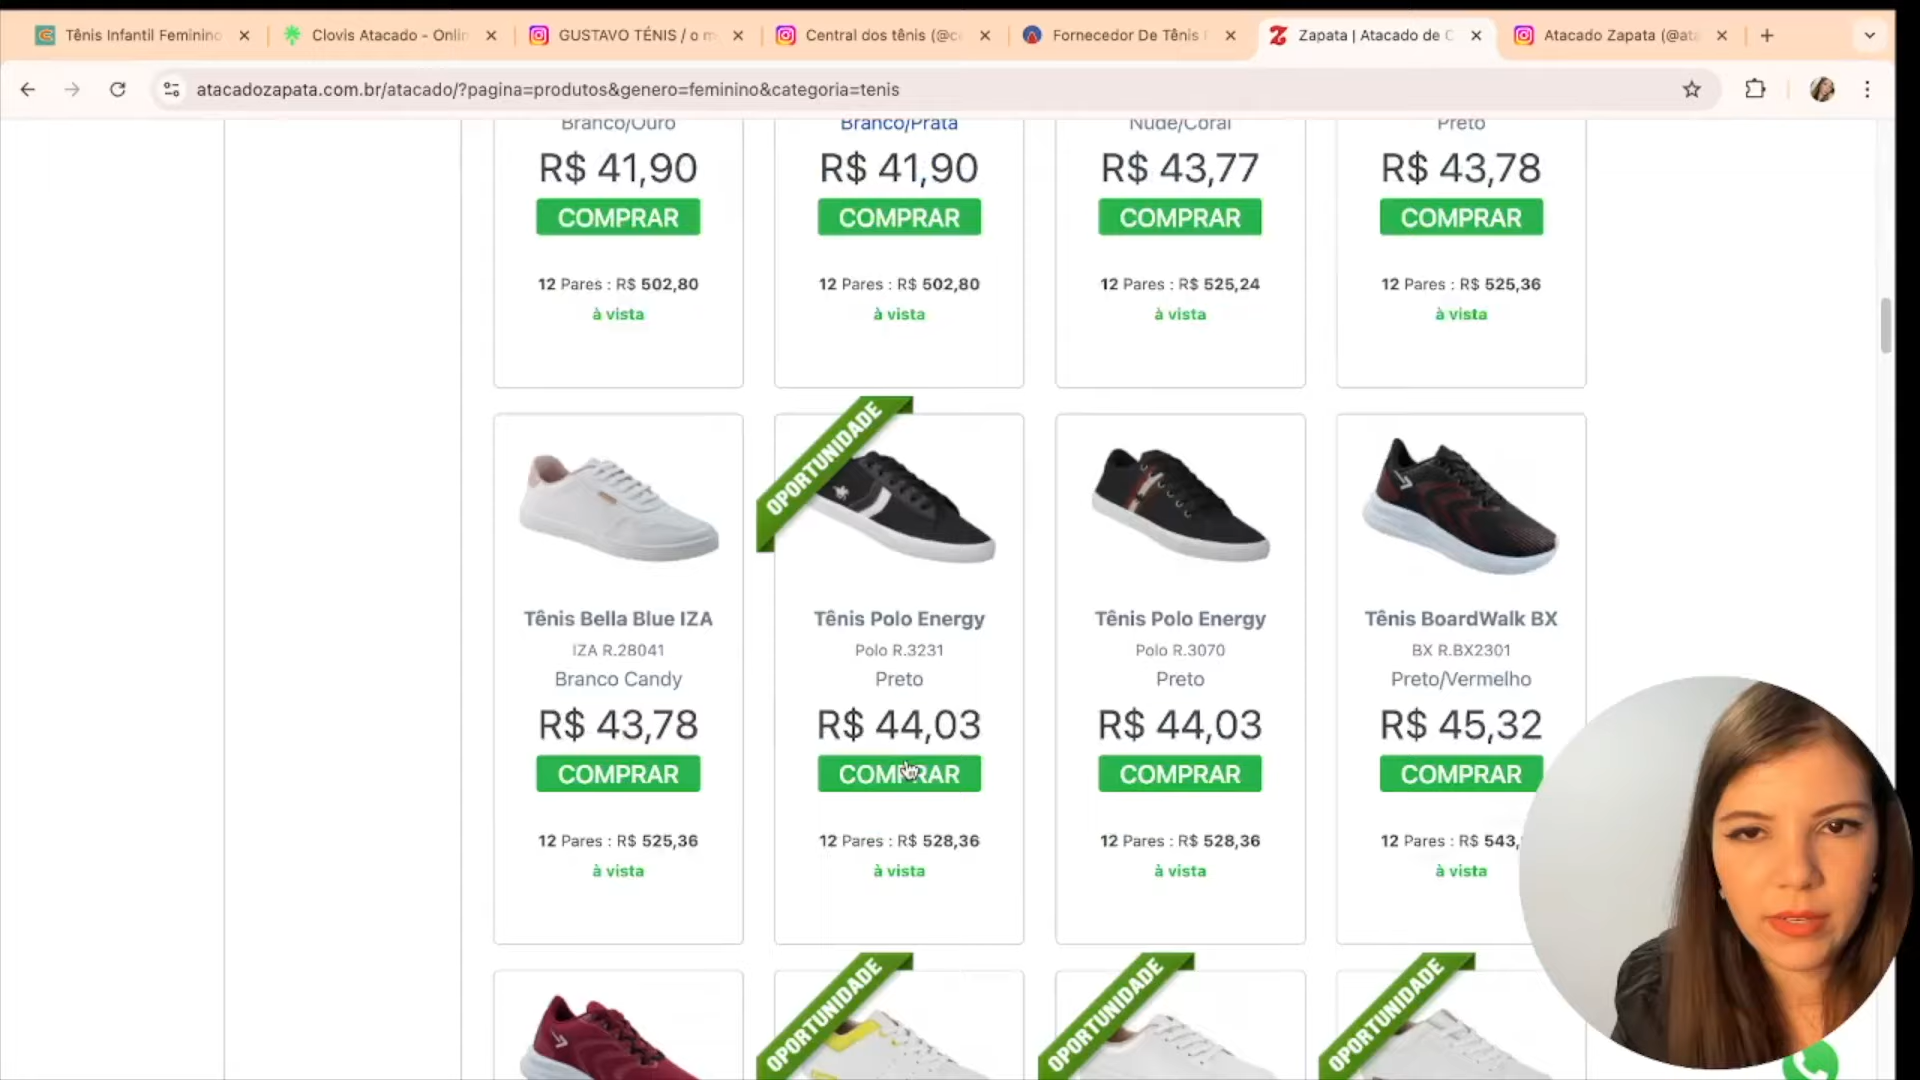 Tênis Infantil Feminino
Clovis Atacado - Onlin
GUSTAVO TÉNIS / o m
Central dos tênis (@c
Fornecedor De Tênis
Zapata | Atacado de C
Atacado Zapata (@ata
atacadozapata.com.br/atacado/?pagina=produtos&genero=feminino&categoria=tenis
Branco/Ouro
Branco/Prata
Nude/Coral
Preto
R$ 41,90
R$ 41,90
R$ 43,77
R$ 43,78
COMPRAR
COMPRAR
COMPRAR
COMPRAR
12 Pares : R$ 502,80
12 Pares : R$ 502,80
12 Pares : R$ 525,24
12 Pares : R$ 525,36
à vista
à vista
à vista
à vista
OPORTUNIDADE
Tênis Bella Blue IZA
Tênis Polo Energy
Tênis Polo Energy
Tênis BoardWalk BX
IZA R.28041
Polo R.3231
Polo R.3070
BX R.BX2301
Branco Candy
Preto
Preto
Preto/Vermelho
R$ 43,78
R$ 44,03
R$ 44,03
R$ 45,32
COMPRAR
COMPRAR
COMPRAR
COMPRAR
12 Pares : R$ 525,36
12 Pares : R$ 528,36
12 Pares : R$ 528,36
12 Pares : R$ 543,
à vista
à vista
à vista
à vista
OPORTUNIDADE
OPORTUNIDADE
OPORTUNIDADE